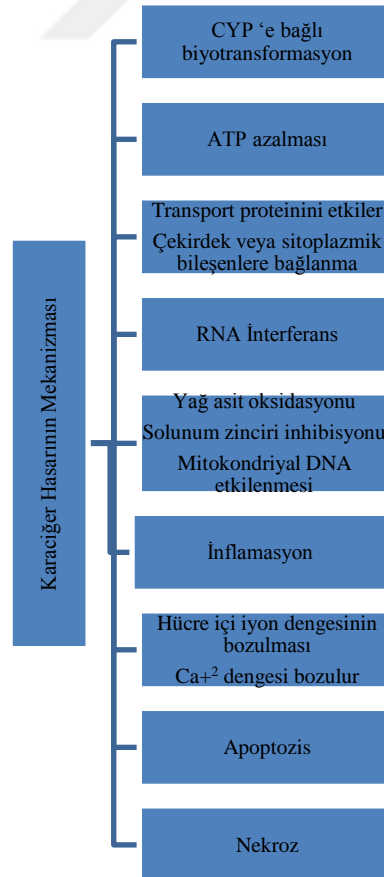 Karaciğer Hasarının Mekanizması
CYP ‘e bağlı
biyotransformasyon
ATP azalması
Transport proteinini etkiler
Çekirdek veya sitoplazmik
bileşenlere bağlanma
RNA İnterferans
Yağ asit oksidasyonu
Solunum zinciri inhibisyonu
Mitokondriyal DNA
etkilenmesi
İnflamasyon
Hücre içi iyon dengesinin
bozulması
Ca+² dengesi bozulur
Apoptozis
Nekroz